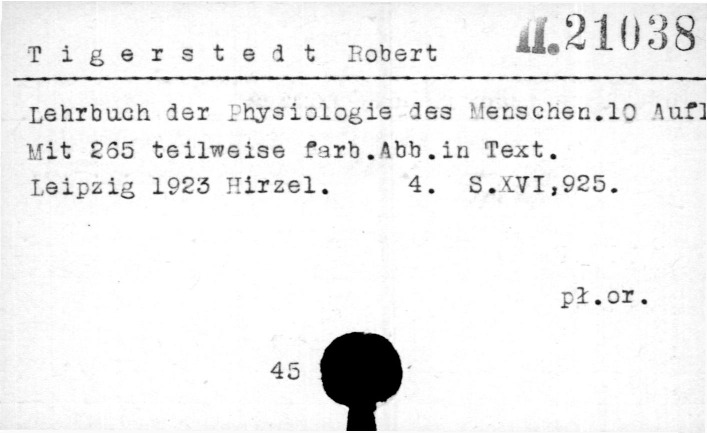 T i g e r s t e d t Robert II.21038
Lehrbuch der Physiologie des Menschen.10 Aufl
Mit 265 teilweise farb.Abb.in Text.
Leipzig 1923 Hirzel. 4. S.XVI,925.
pł.or.
45